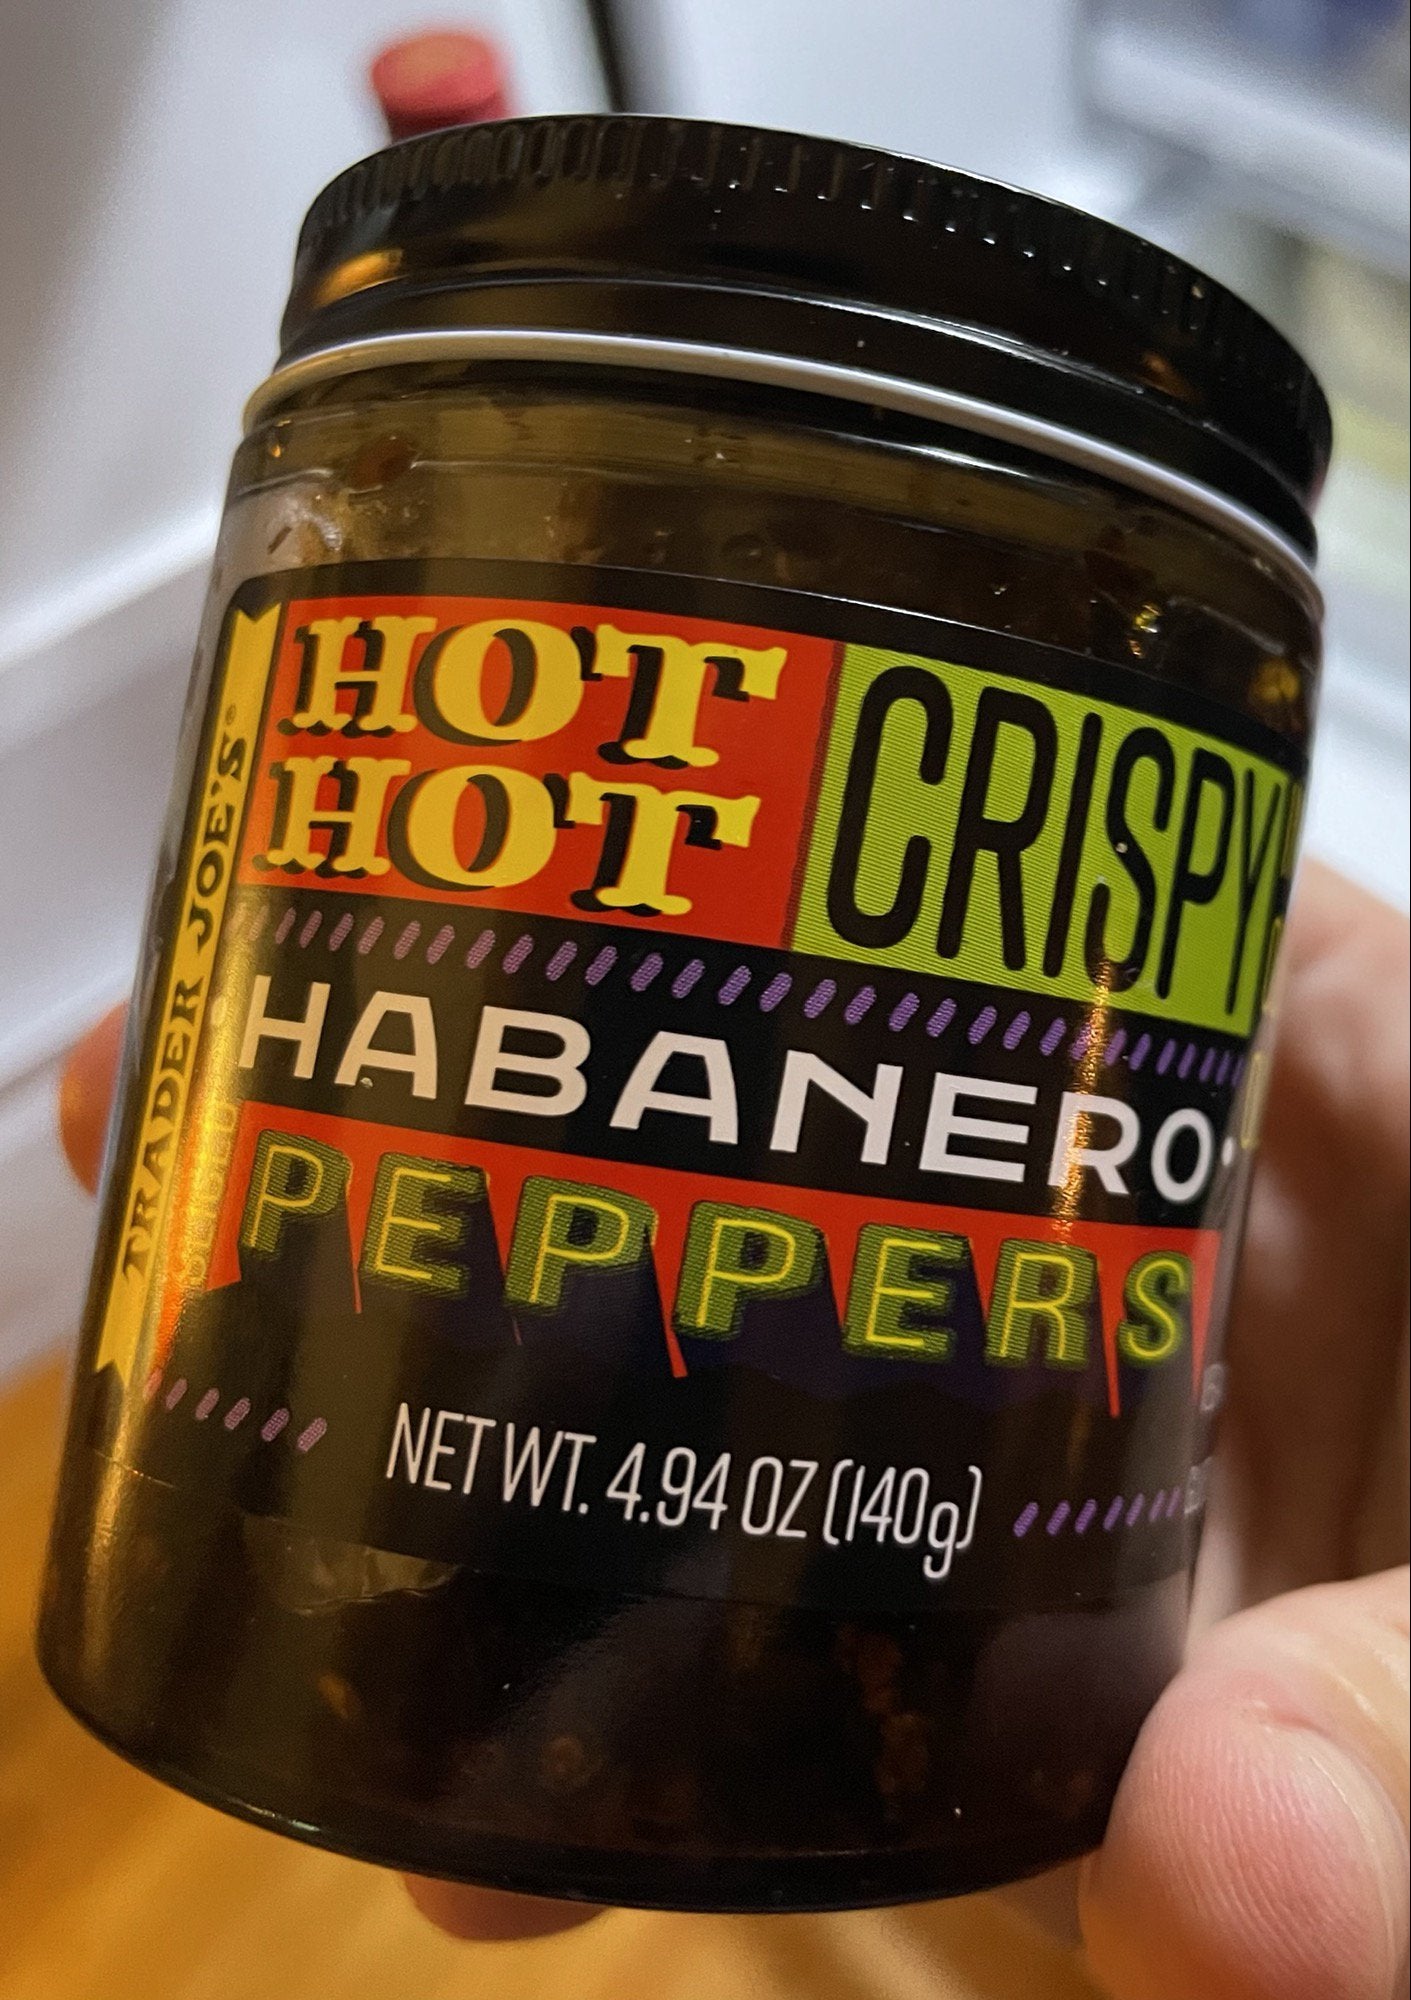 TRADER JOE'S®
HOT
HOT
CRISPY
HABANERO
PEPPERS
NET WT. 4.94 OZ (140g)